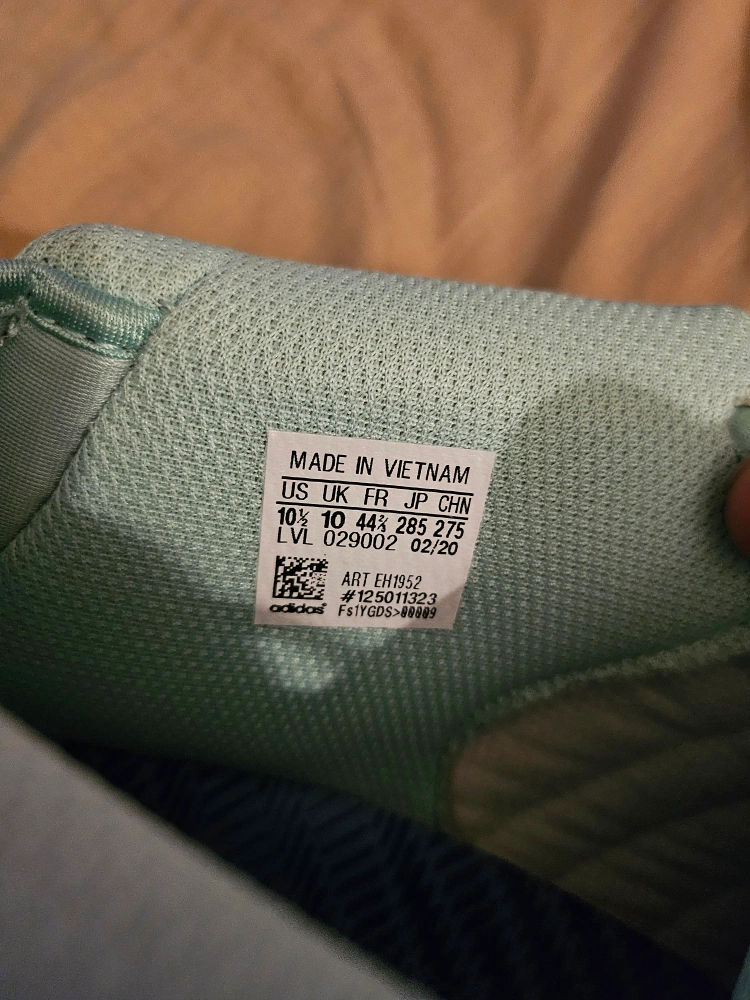 MADE IN VIETNAM
US UK FR JP CHN
10½ 10 44⅔ 285 275
LVL 029002 02/20
ART EH1952
#125011323
adidas Fs1YGDS>00009